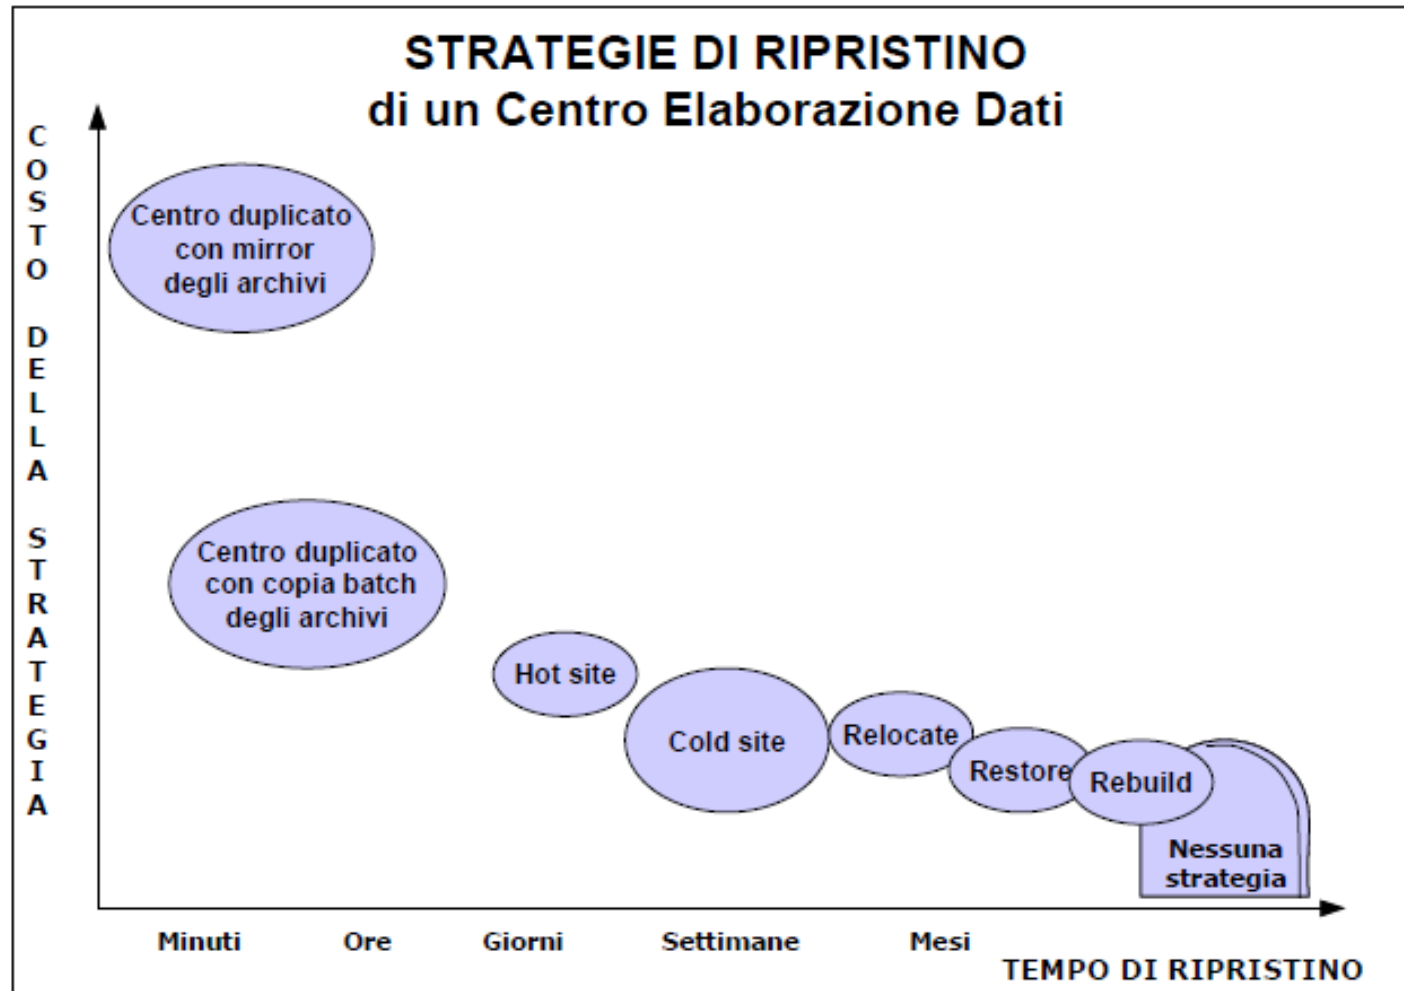 STRATEGIE DI RIPRISTINO
di un Centro Elaborazione Dati
COSTO DELLA STRATEGIA
Centro duplicato
con mirror
degli archivi
Centro duplicato
con copia batch
degli archivi
Hot site
Cold site
Relocate
Restore
Rebuild
Nessuna
strategia
Minuti Ore Giorni Settimane Mesi
TEMPO DI RIPRISTINO